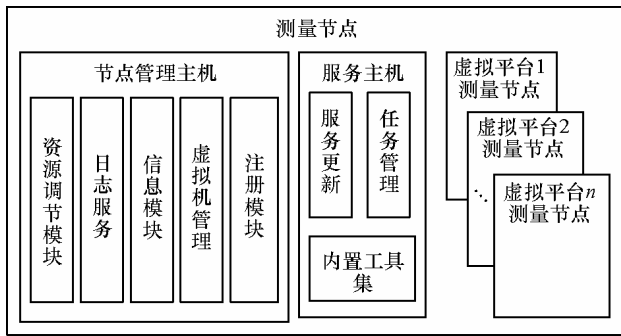 测量节点
节点管理主机
资源调节模块
日志服务
信息模块
虚拟机管理
注册模块
服务主机
服务更新
任务管理
内置工具
集
虚拟平台1
测量节点
虚拟平台2
测量节点
⋱
虚拟平台n
测量节点